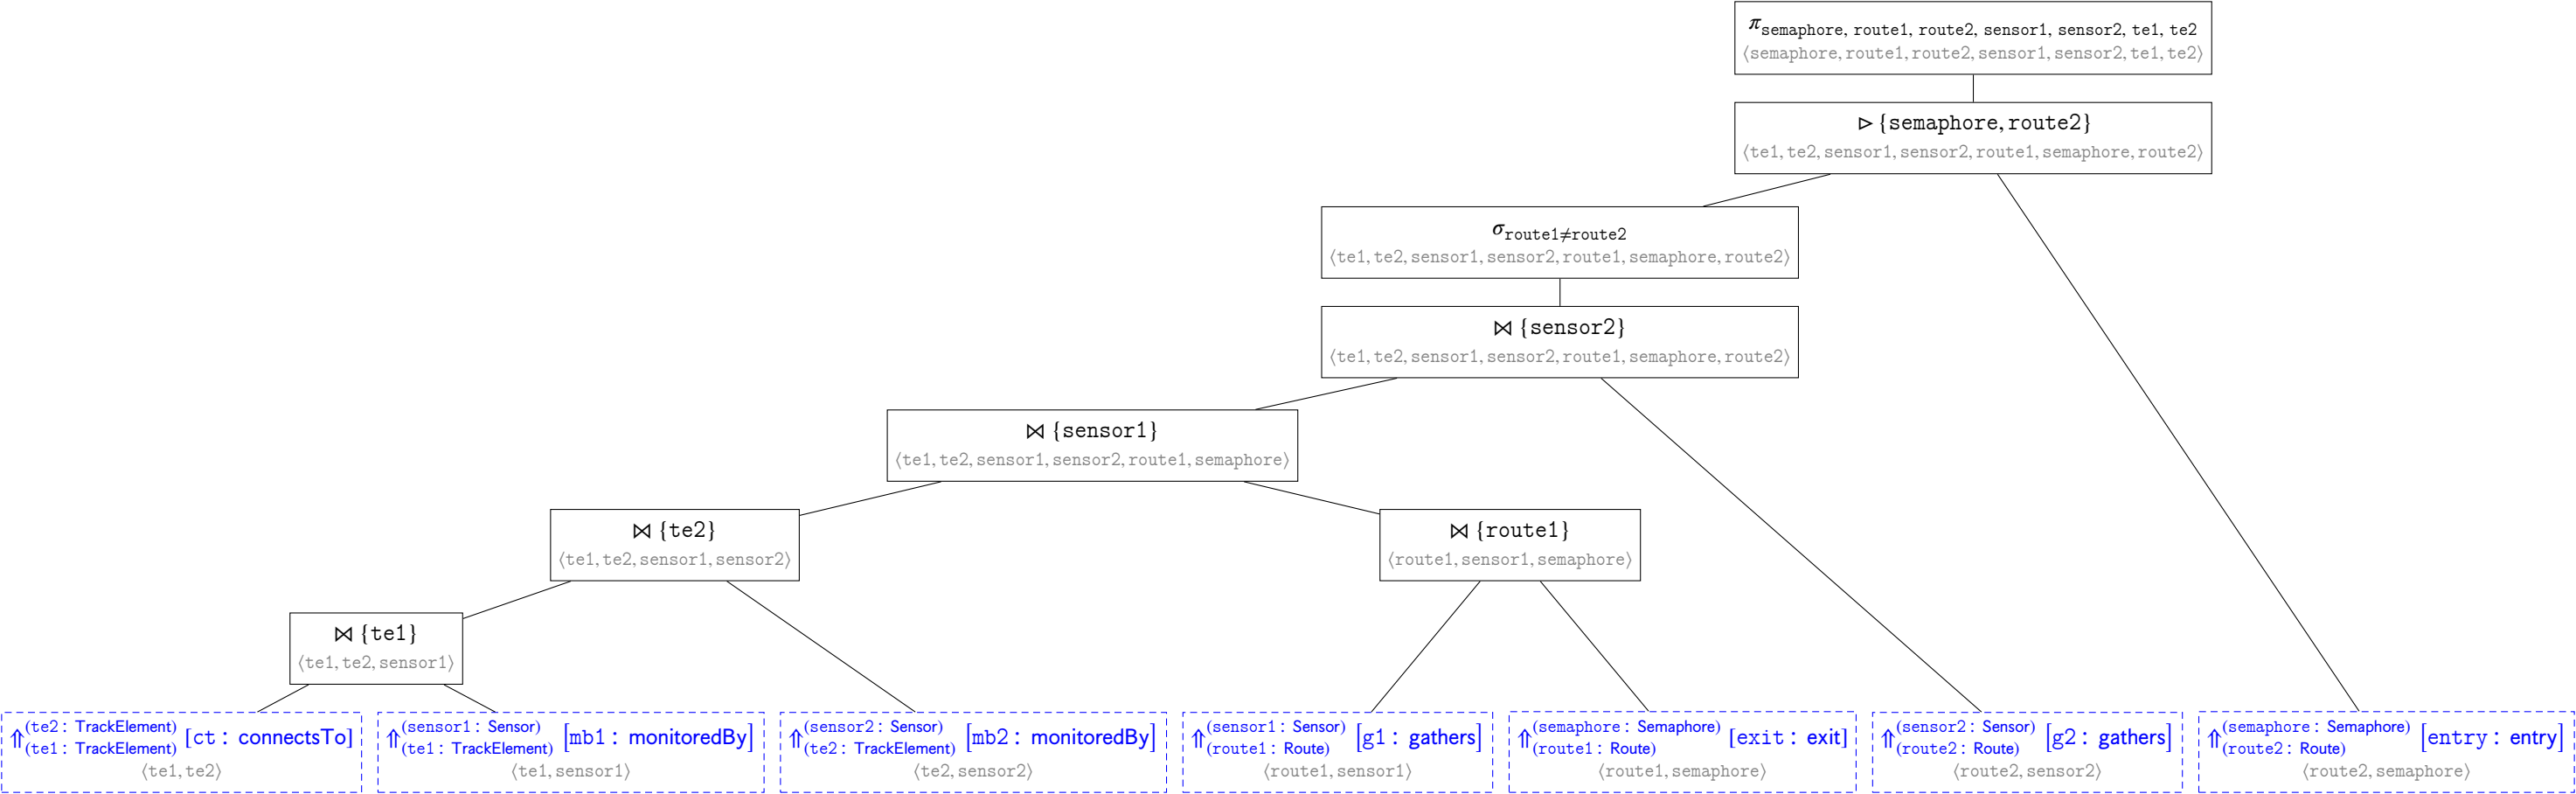 π semaphore, route1, route2, sensor1, sensor2, te1, te2
⟨semaphore, route1, route2, sensor1, sensor2, te1, te2⟩
▷ {semaphore, route2}
⟨te1, te2, sensor1, sensor2, route1, semaphore, route2⟩
σ route1≠route2
⟨te1, te2, sensor1, sensor2, route1, semaphore, route2⟩
⋈ {sensor2}
⟨te1, te2, sensor1, sensor2, route1, semaphore, route2⟩
⋈ {sensor1}
⟨te1, te2, sensor1, sensor2, route1, semaphore⟩
⋈ {te2}
⟨te1, te2, sensor1, sensor2⟩
⋈ {route1}
⟨route1, sensor1, semaphore⟩
⋈ {te1}
⟨te1, te2, sensor1⟩
⇑ (te2: TrackElement) (te1: TrackElement) [ct: connectsTo]
⟨te1, te2⟩
⇑ (sensor1: Sensor) (te1: TrackElement) [mb1: monitoredBy]
⟨te1, sensor1⟩
⇑ (sensor2: Sensor) (te2: TrackElement) [mb2: monitoredBy]
⟨te2, sensor2⟩
⇑ (sensor1: Sensor) (route1: Route) [g1: gathers]
⟨route1, sensor1⟩
⇑ (semaphore: Semaphore) (route1: Route) [exit: exit]
⟨route1, semaphore⟩
⇑ (sensor2: Sensor) (route2: Route) [g2: gathers]
⟨route2, sensor2⟩
⇑ (semaphore: Semaphore) (route2: Route) [entry: entry]
⟨route2, semaphore⟩